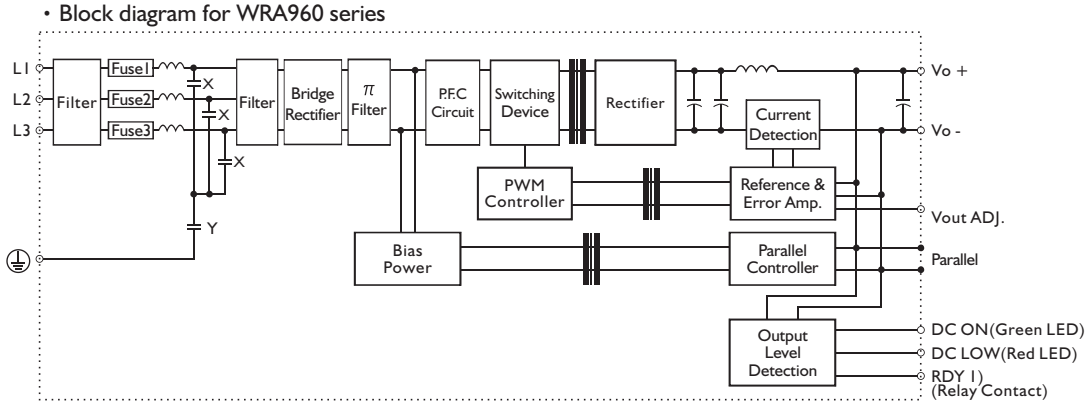 • Block diagram for WRA960 series
L1
L2
L3
Filter
Fuse1
Fuse2
Fuse3
X
X
X
Y
Filter
Bridge
Rectifier
π
Filter
P.F.C
Circuit
Switching
Device
Rectifier
Current
Detection
Vo +
Vo -
PWM
Controller
Reference &
Error Amp.
Vout ADJ.
Bias
Power
Parallel
Controller
Parallel
Output
Level
Detection
DC ON(Green LED)
DC LOW(Red LED)
RDY 1)
(Relay Contact)